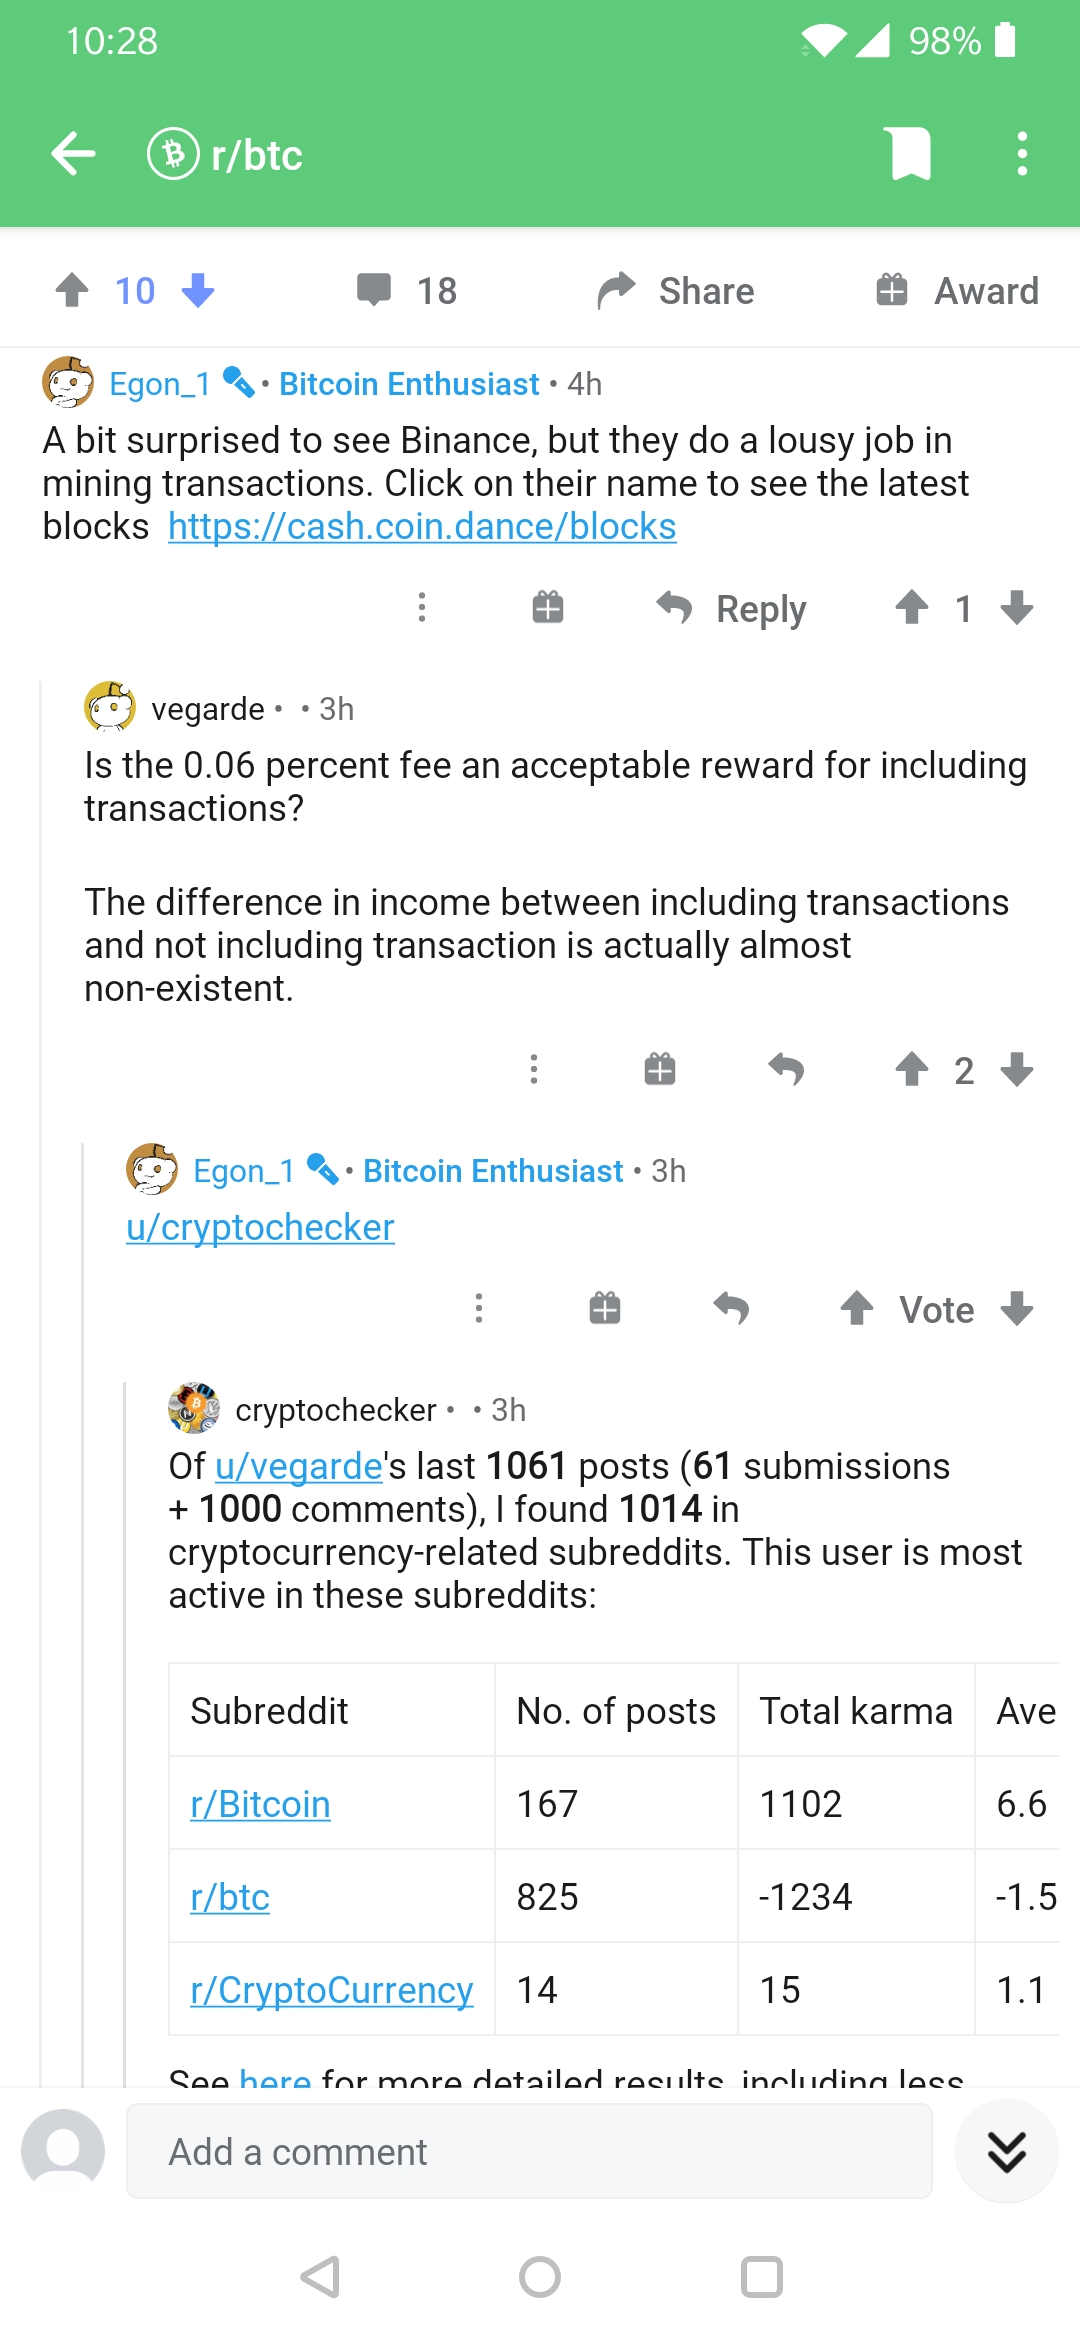 10:28
98%
r/btc
10
18
Share
Award
Egon_1 • Bitcoin Enthusiast • 4h
A bit surprised to see Binance, but they do a lousy job in
mining transactions. Click on their name to see the latest
blocks https://cash.coin.dance/blocks
Reply
1
vegarde • • 3h
Is the 0.06 percent fee an acceptable reward for including
transactions?
The difference in income between including transactions
and not including transaction is actually almost
non-existent.
2
Egon_1 • Bitcoin Enthusiast • 3h
u/cryptochecker
Vote
cryptochecker • • 3h
Of u/vegarde's last 1061 posts (61 submissions
+ 1000 comments), I found 1014 in
cryptocurrency-related subreddits. This user is most
active in these subreddits:
Subreddit No. of posts Total karma Ave
r/Bitcoin 167 1102 6.6
r/btc 825 -1234 -1.5
r/CryptoCurrency 14 15 1.1
See here for more detailed results, including less
Add a comment